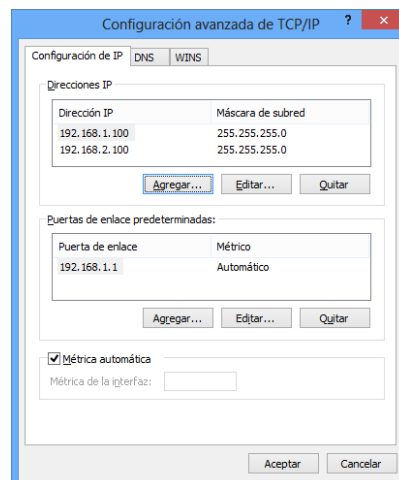 Configuración avanzada de TCP/IP ? ×
Configuración de IP DNS WINS
Direcciones IP
Dirección IP Máscara de subred
192.168.1.100 255.255.255.0
192.168.2.100 255.255.255.0
Agregar... Editar... Quitar
Puertas de enlace predeterminadas:
Puerta de enlace Métrico
192.168.1.1 Automático
Agregar... Editar... Quitar
Métrica automática
Métrica de la interfaz:
Aceptar Cancelar